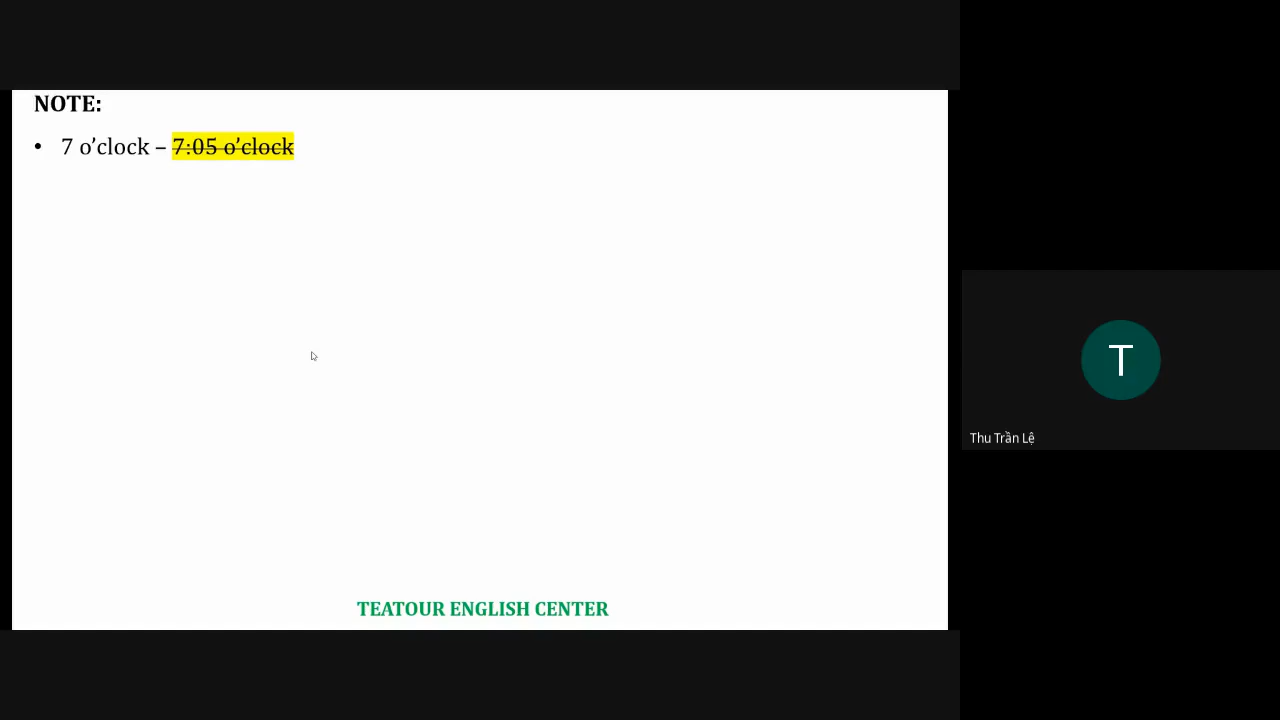 NOTE:
• 7 o’clock – 7:05 o’clock
TEATOUR ENGLISH CENTER
T
Thu Trần Lệ